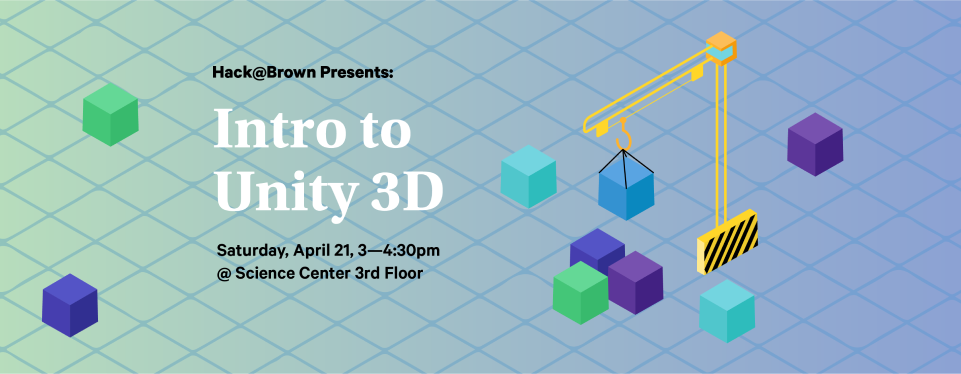 Hack@Brown Presents:
Intro to
Unity 3D
Saturday, April 21, 3—4:30pm
@ Science Center 3rd Floor